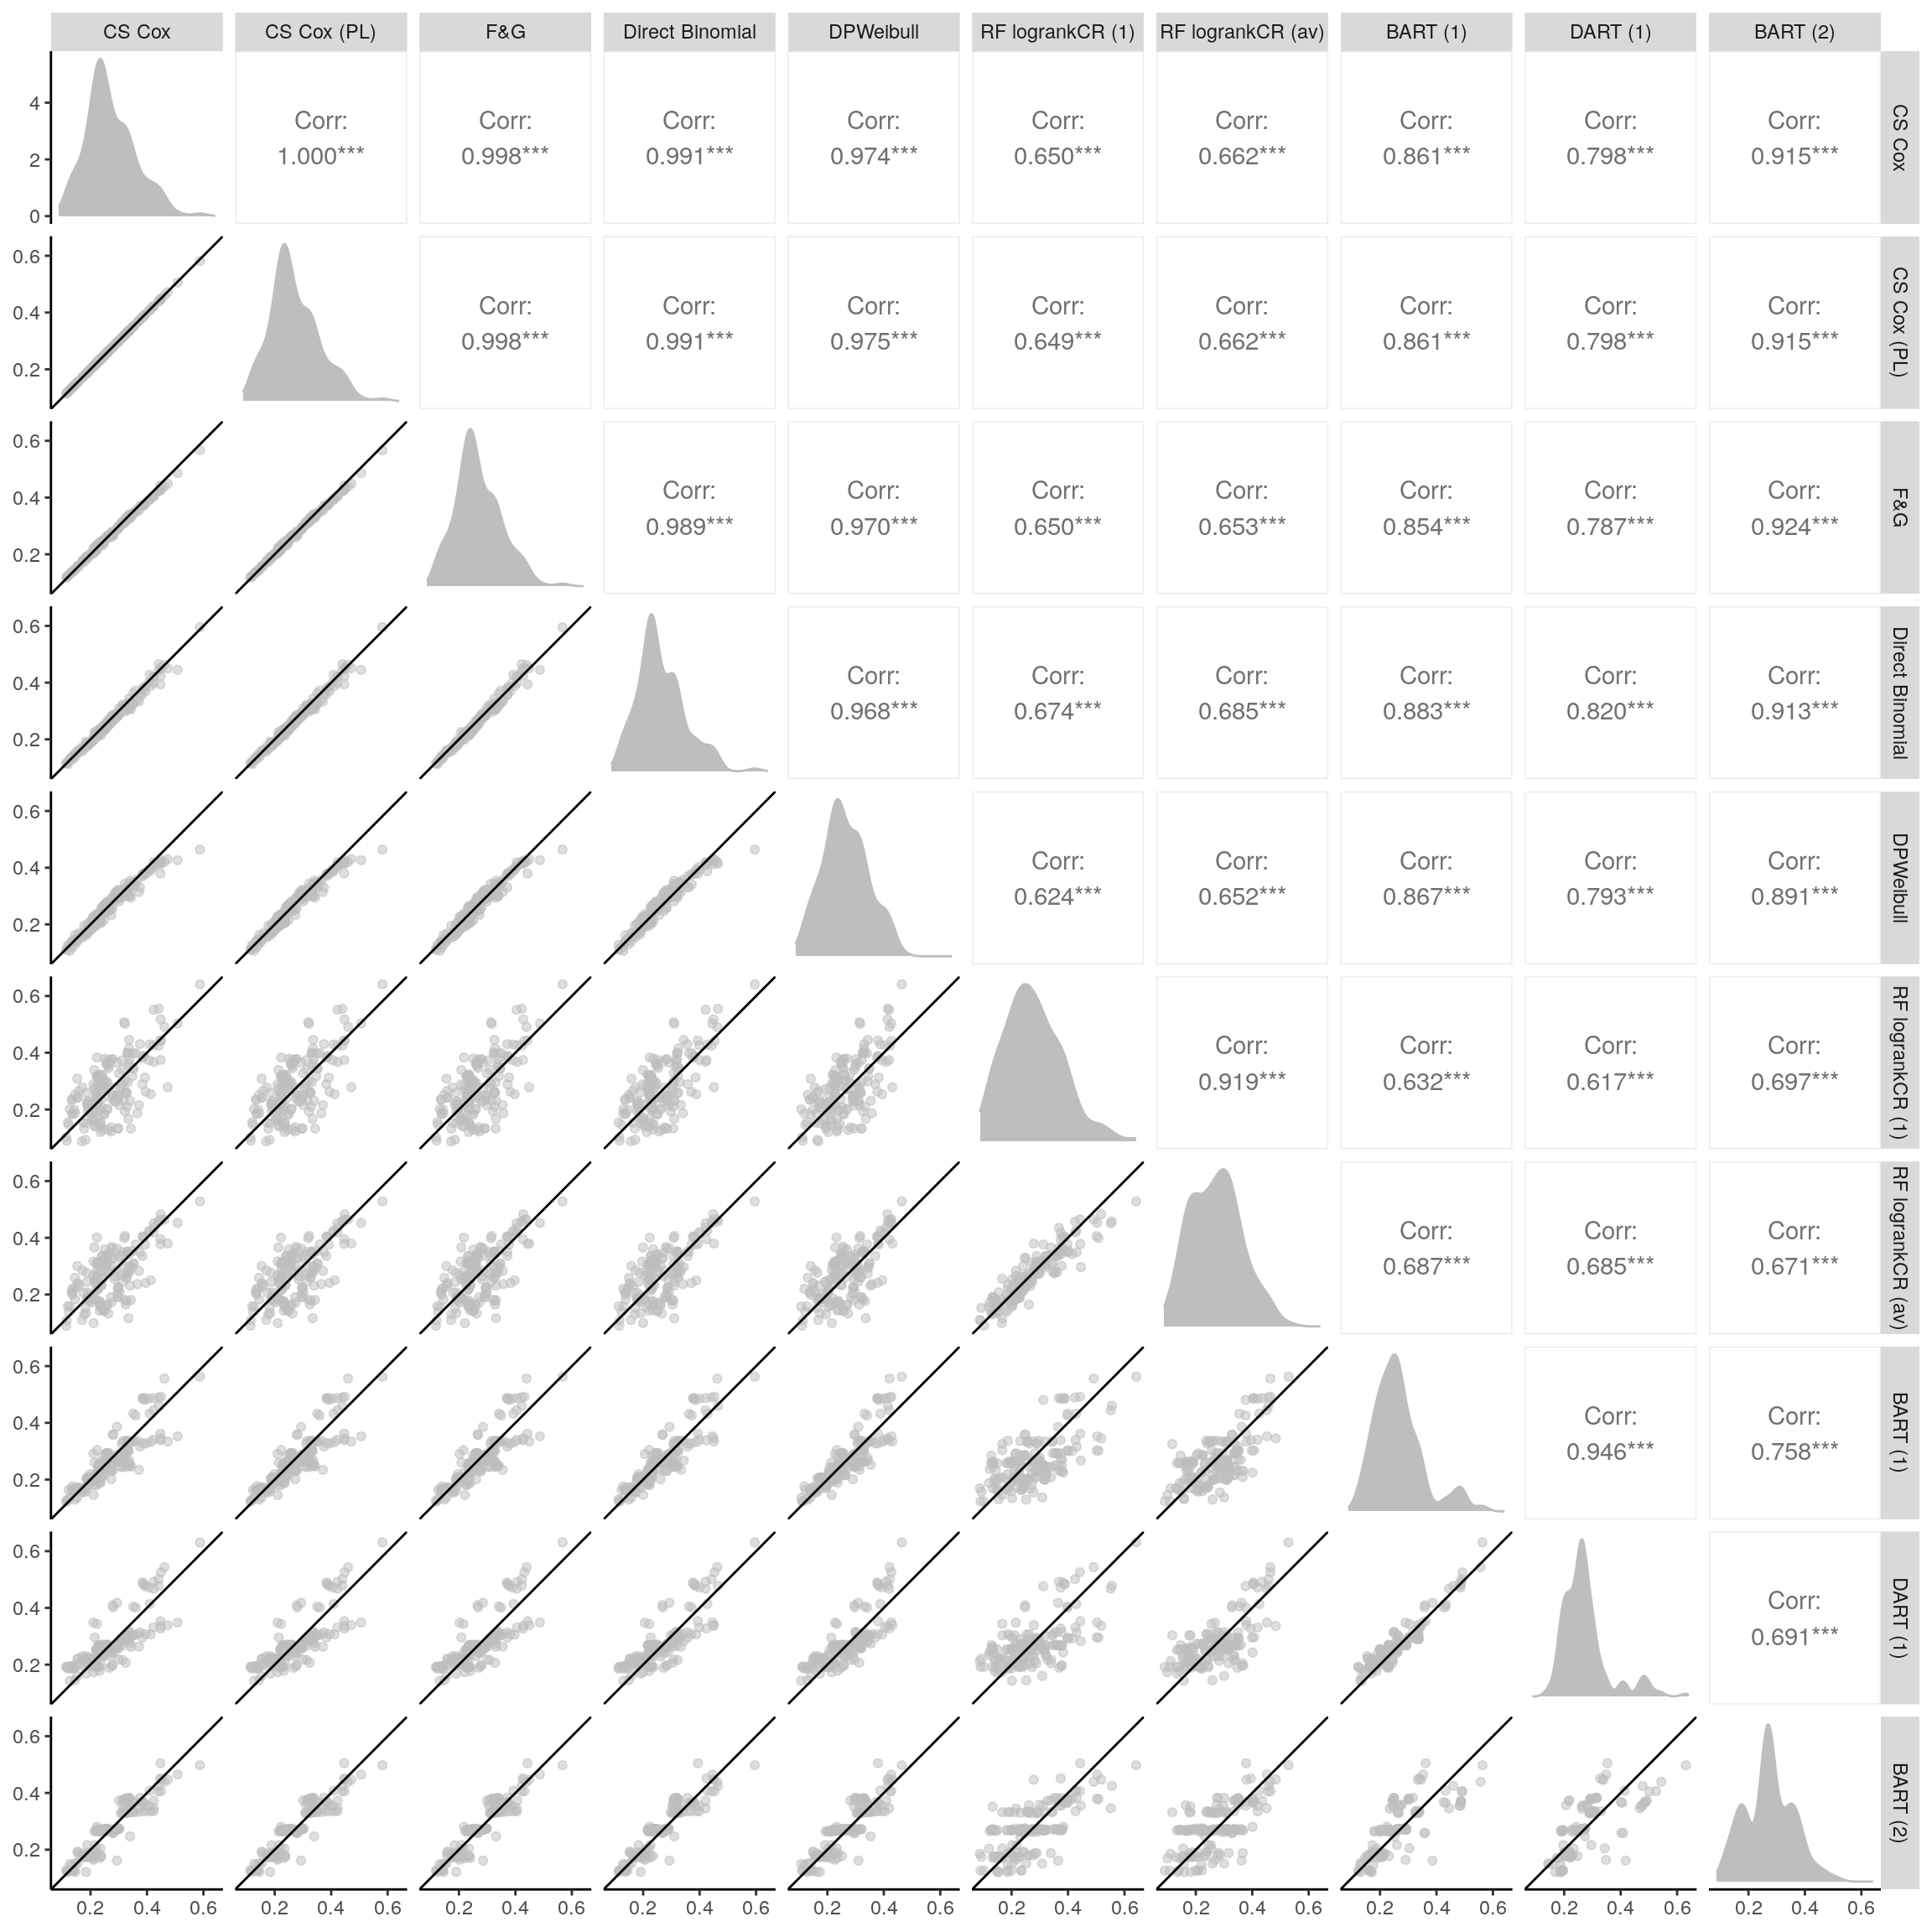 CS Cox CS Cox (PL) F&G Direct Binomial DPWeibull RF logrankCR (1) RF logrankCR (av) BART (1) DART (1) BART (2)
4
Corr: Corr: Corr: Corr: Corr: Corr: Corr: Corr: Corr:
2 1.000*** 0.998*** 0.991*** 0.974*** 0.650*** 0.662*** 0.861*** 0.798*** 0.915***
0
CS Cox
0.6
Corr: Corr: Corr: Corr: Corr: Corr: Corr: Corr:
0.4
0.998*** 0.991*** 0.975*** 0.649*** 0.662*** 0.861*** 0.798*** 0.915***
0.2
CS Cox (PL)
0.6
Corr: Corr: Corr: Corr: Corr: Corr: Corr:
0.4
0.989*** 0.970*** 0.650*** 0.653*** 0.854*** 0.787*** 0.924***
0.2
F&G
0.6
Corr: Corr: Corr: Corr: Corr: Corr:
0.4
0.968*** 0.674*** 0.685*** 0.883*** 0.820*** 0.913***
0.2
Direct Binomial
0.6
Corr: Corr: Corr: Corr: Corr:
0.4
0.624*** 0.652*** 0.867*** 0.793*** 0.891***
0.2
DPWeibull
0.6
Corr: Corr: Corr: Corr:
0.4
0.919*** 0.632*** 0.617*** 0.697***
0.2
RF logrankCR (1)
0.6
Corr: Corr: Corr:
0.4
0.687*** 0.685*** 0.671***
0.2
RF logrankCR (av)
0.6
Corr: Corr:
0.4
0.946*** 0.758***
0.2
BART (1)
0.6
Corr:
0.4
0.691***
0.2
DART (1)
0.6
0.4
0.2
BART (2)
0.2 0.4 0.6 0.2 0.4 0.6 0.2 0.4 0.6 0.2 0.4 0.6 0.2 0.4 0.6 0.2 0.4 0.6 0.2 0.4 0.6 0.2 0.4 0.6 0.2 0.4 0.6 0.2 0.4 0.6